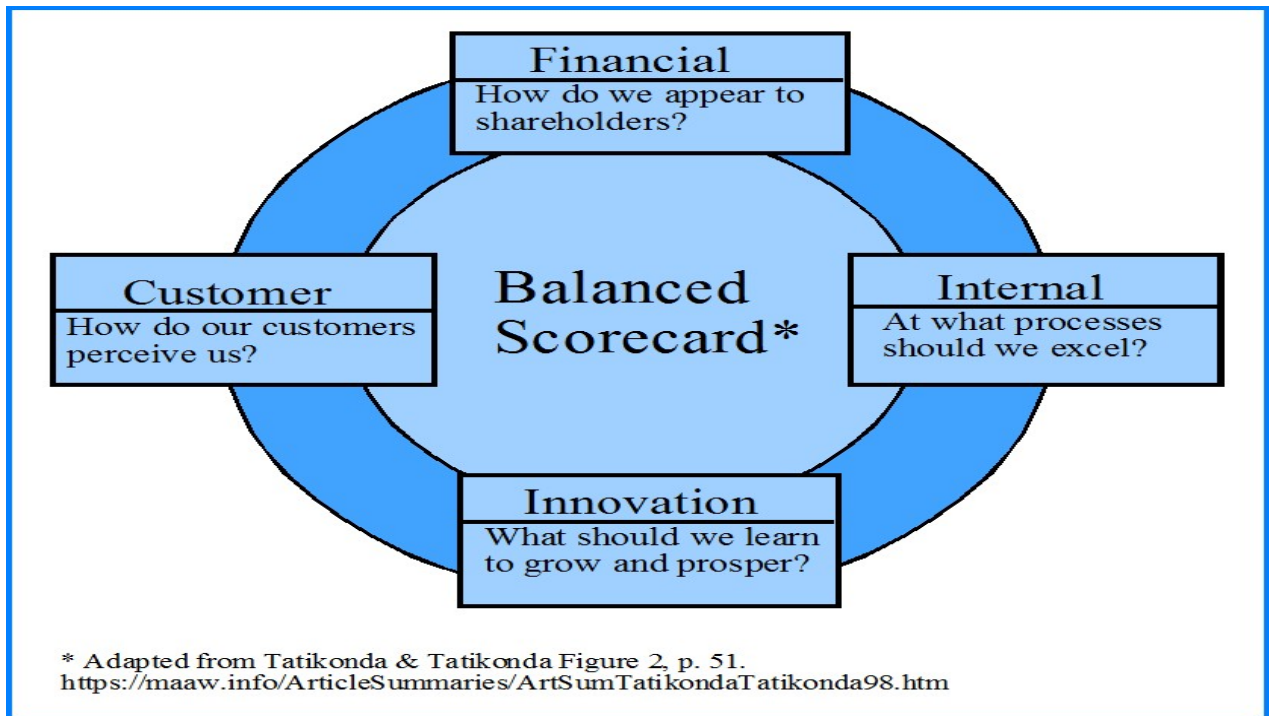 Financial
How do we appear to
shareholders?
Customer
How do our customers
perceive us?
Balanced
Scorecard*
Internal
At what processes
should we excel?
Innovation
What should we learn
to grow and prosper?
* Adapted from Tatikonda & Tatikonda Figure 2, p. 51.
https://maaw.info/ArticleSummaries/ArtSumTatikondaTatikonda98.htm